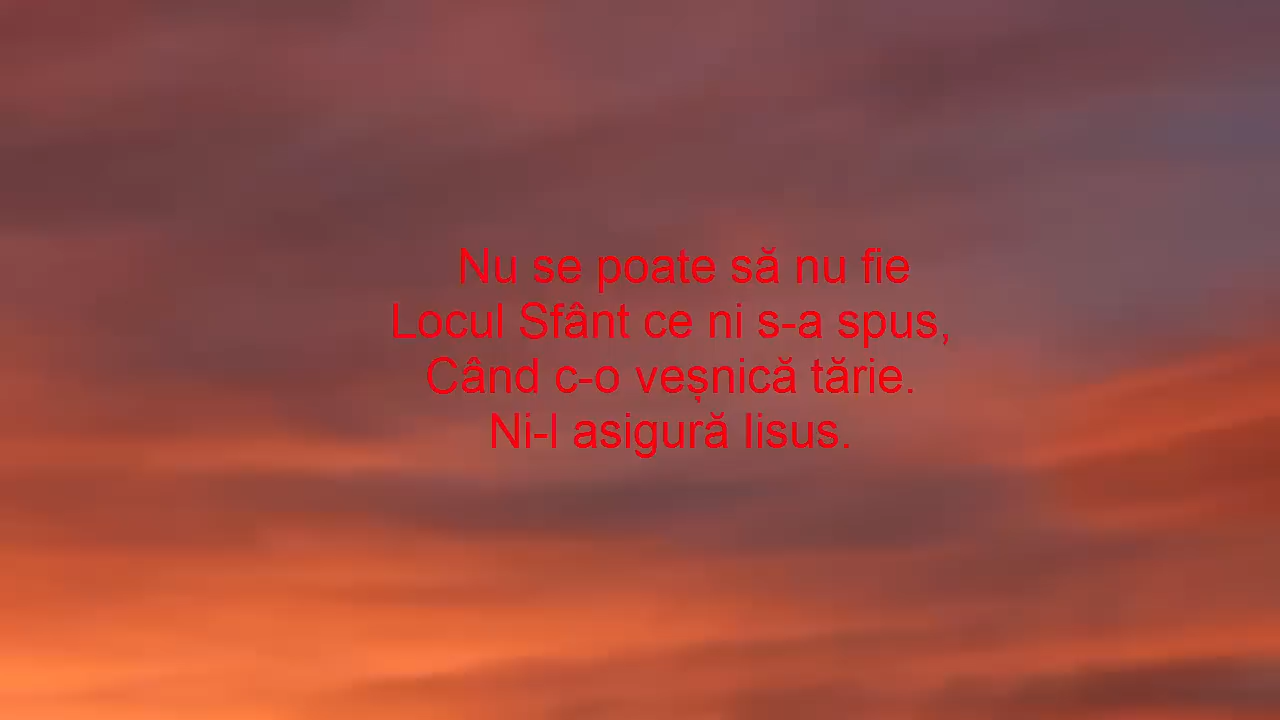 Nu se poate să nu fie
Locul Sfânt ce ni s-a spus,
Când c-o veșnică tărie.
Ni-l asigură Iisus.